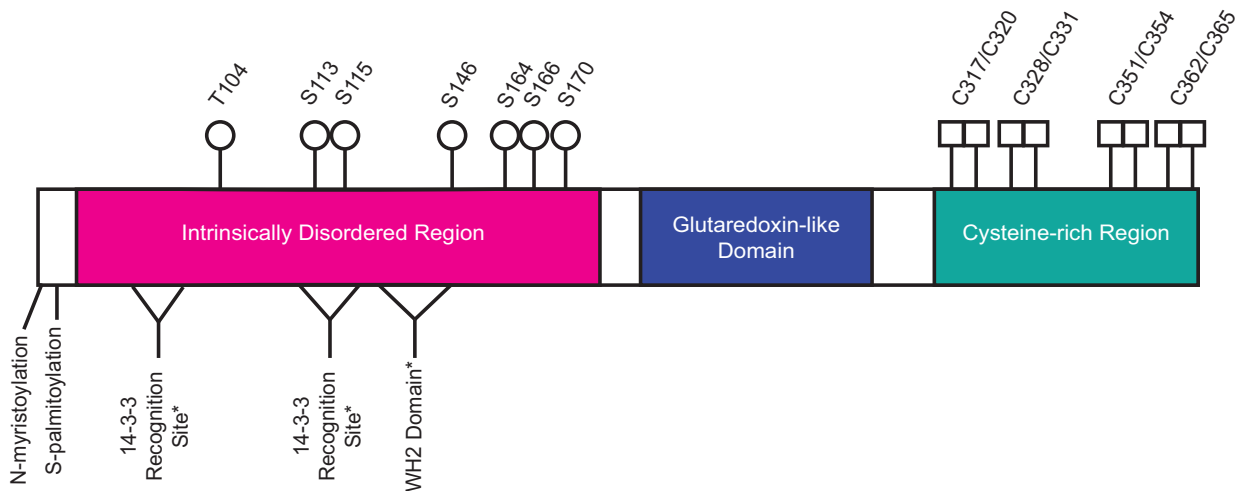 T104
S113
S115
S146
S164
S166
S170
C317/C320
C328/C331
C351/C354
C362/C365
Intrinsically Disordered Region
Glutaredoxin-like
Domain
Cysteine-rich Region
N-myristoylation
S-palmitoylation
14-3-3
Recognition
Site*
14-3-3
Recognition
Site*
WH2 Domain*